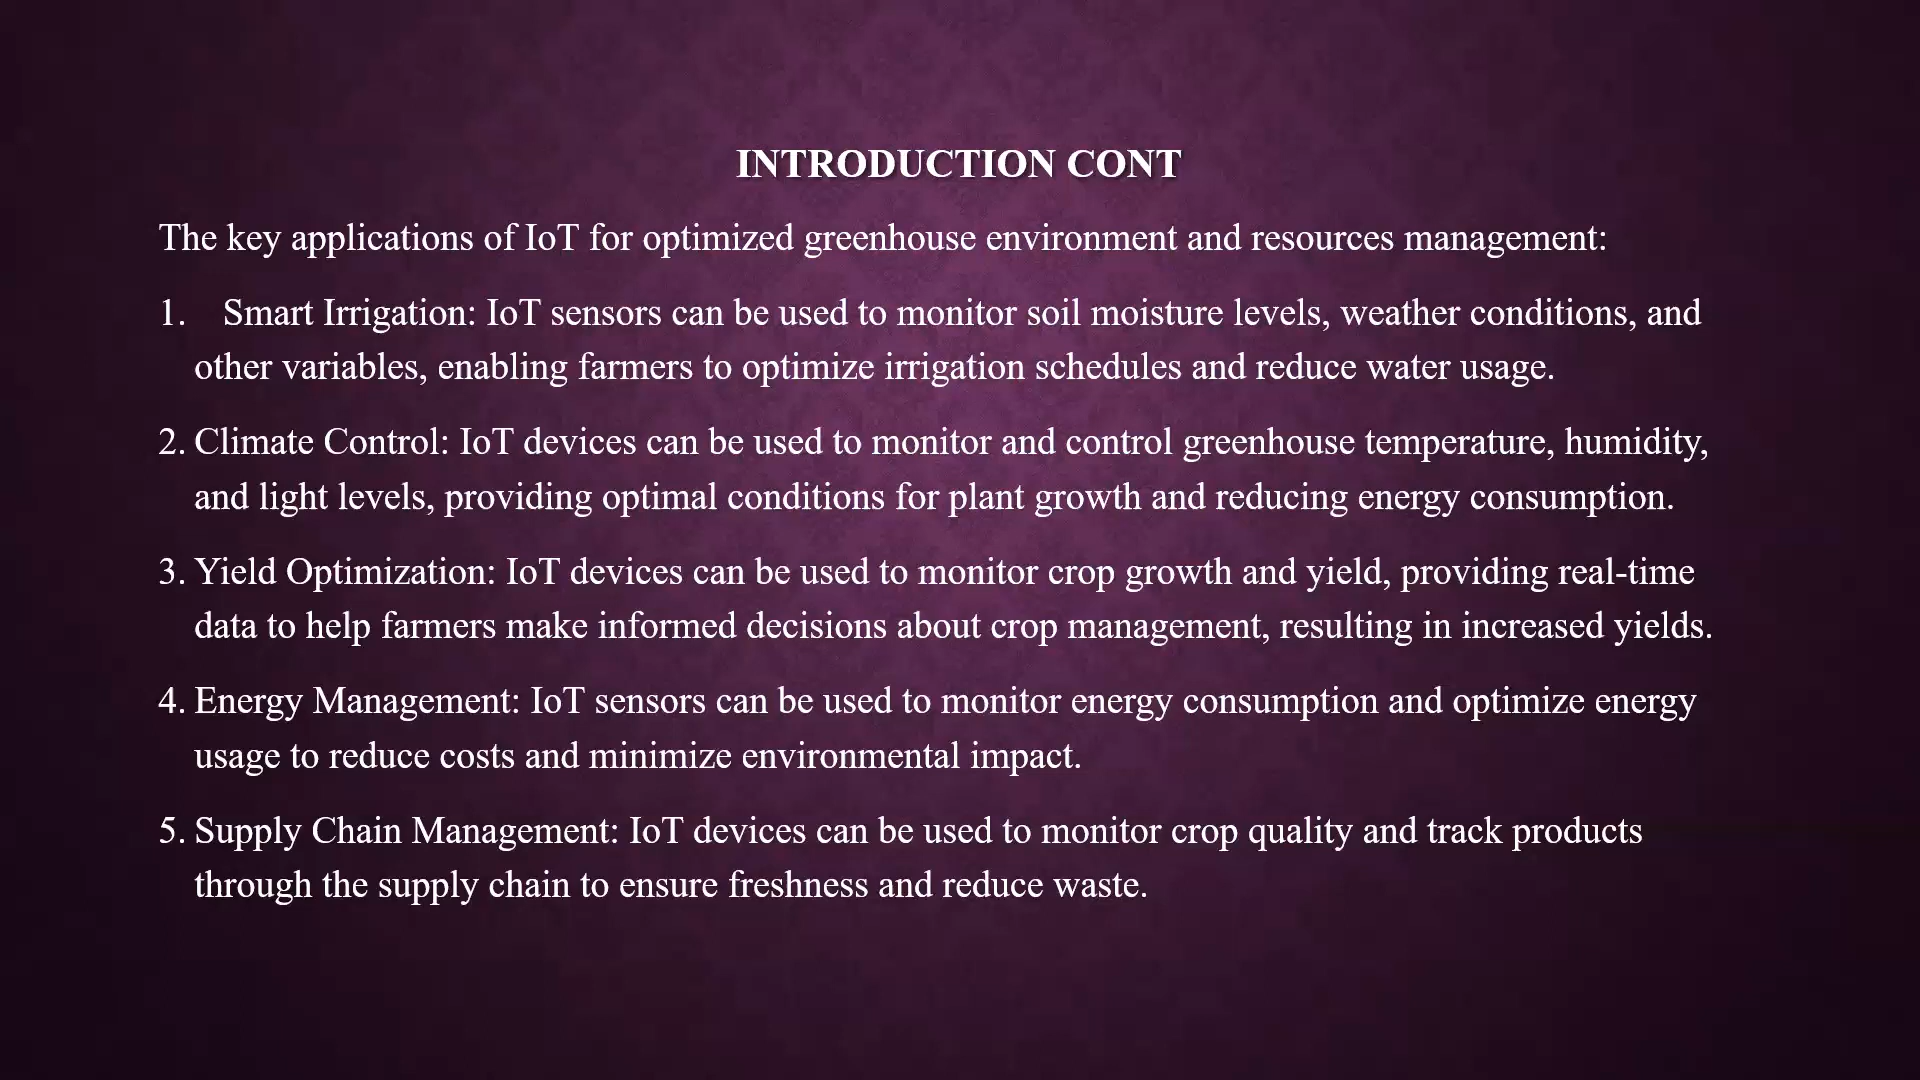 INTRODUCTION CONT
The key applications of IoT for optimized greenhouse environment and resources management:
1. Smart Irrigation: IoT sensors can be used to monitor soil moisture levels, weather conditions, and
other variables, enabling farmers to optimize irrigation schedules and reduce water usage.
2. Climate Control: IoT devices can be used to monitor and control greenhouse temperature, humidity,
and light levels, providing optimal conditions for plant growth and reducing energy consumption.
3. Yield Optimization: IoT devices can be used to monitor crop growth and yield, providing real-time
data to help farmers make informed decisions about crop management, resulting in increased yields.
4. Energy Management: IoT sensors can be used to monitor energy consumption and optimize energy
usage to reduce costs and minimize environmental impact.
5. Supply Chain Management: IoT devices can be used to monitor crop quality and track products
through the supply chain to ensure freshness and reduce waste.